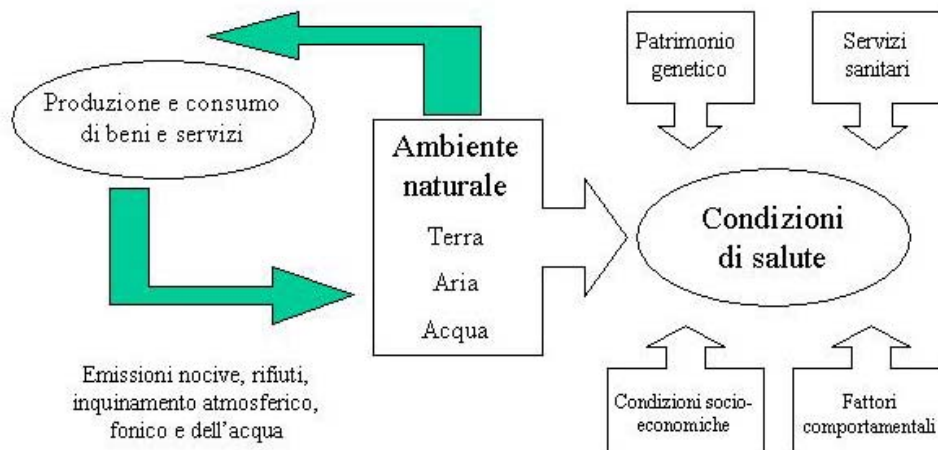 Produzione e consumo
di beni e servizi
Emissioni nocive, rifiuti,
inquinamento atmosferico,
fonico e dell'acqua
Ambiente
naturale
Terra
Aria
Acqua
Patrimonio
genetico
Servizi
sanitari
Condizioni
di salute
Condizioni socio-
economiche
Fattori
comportamentali